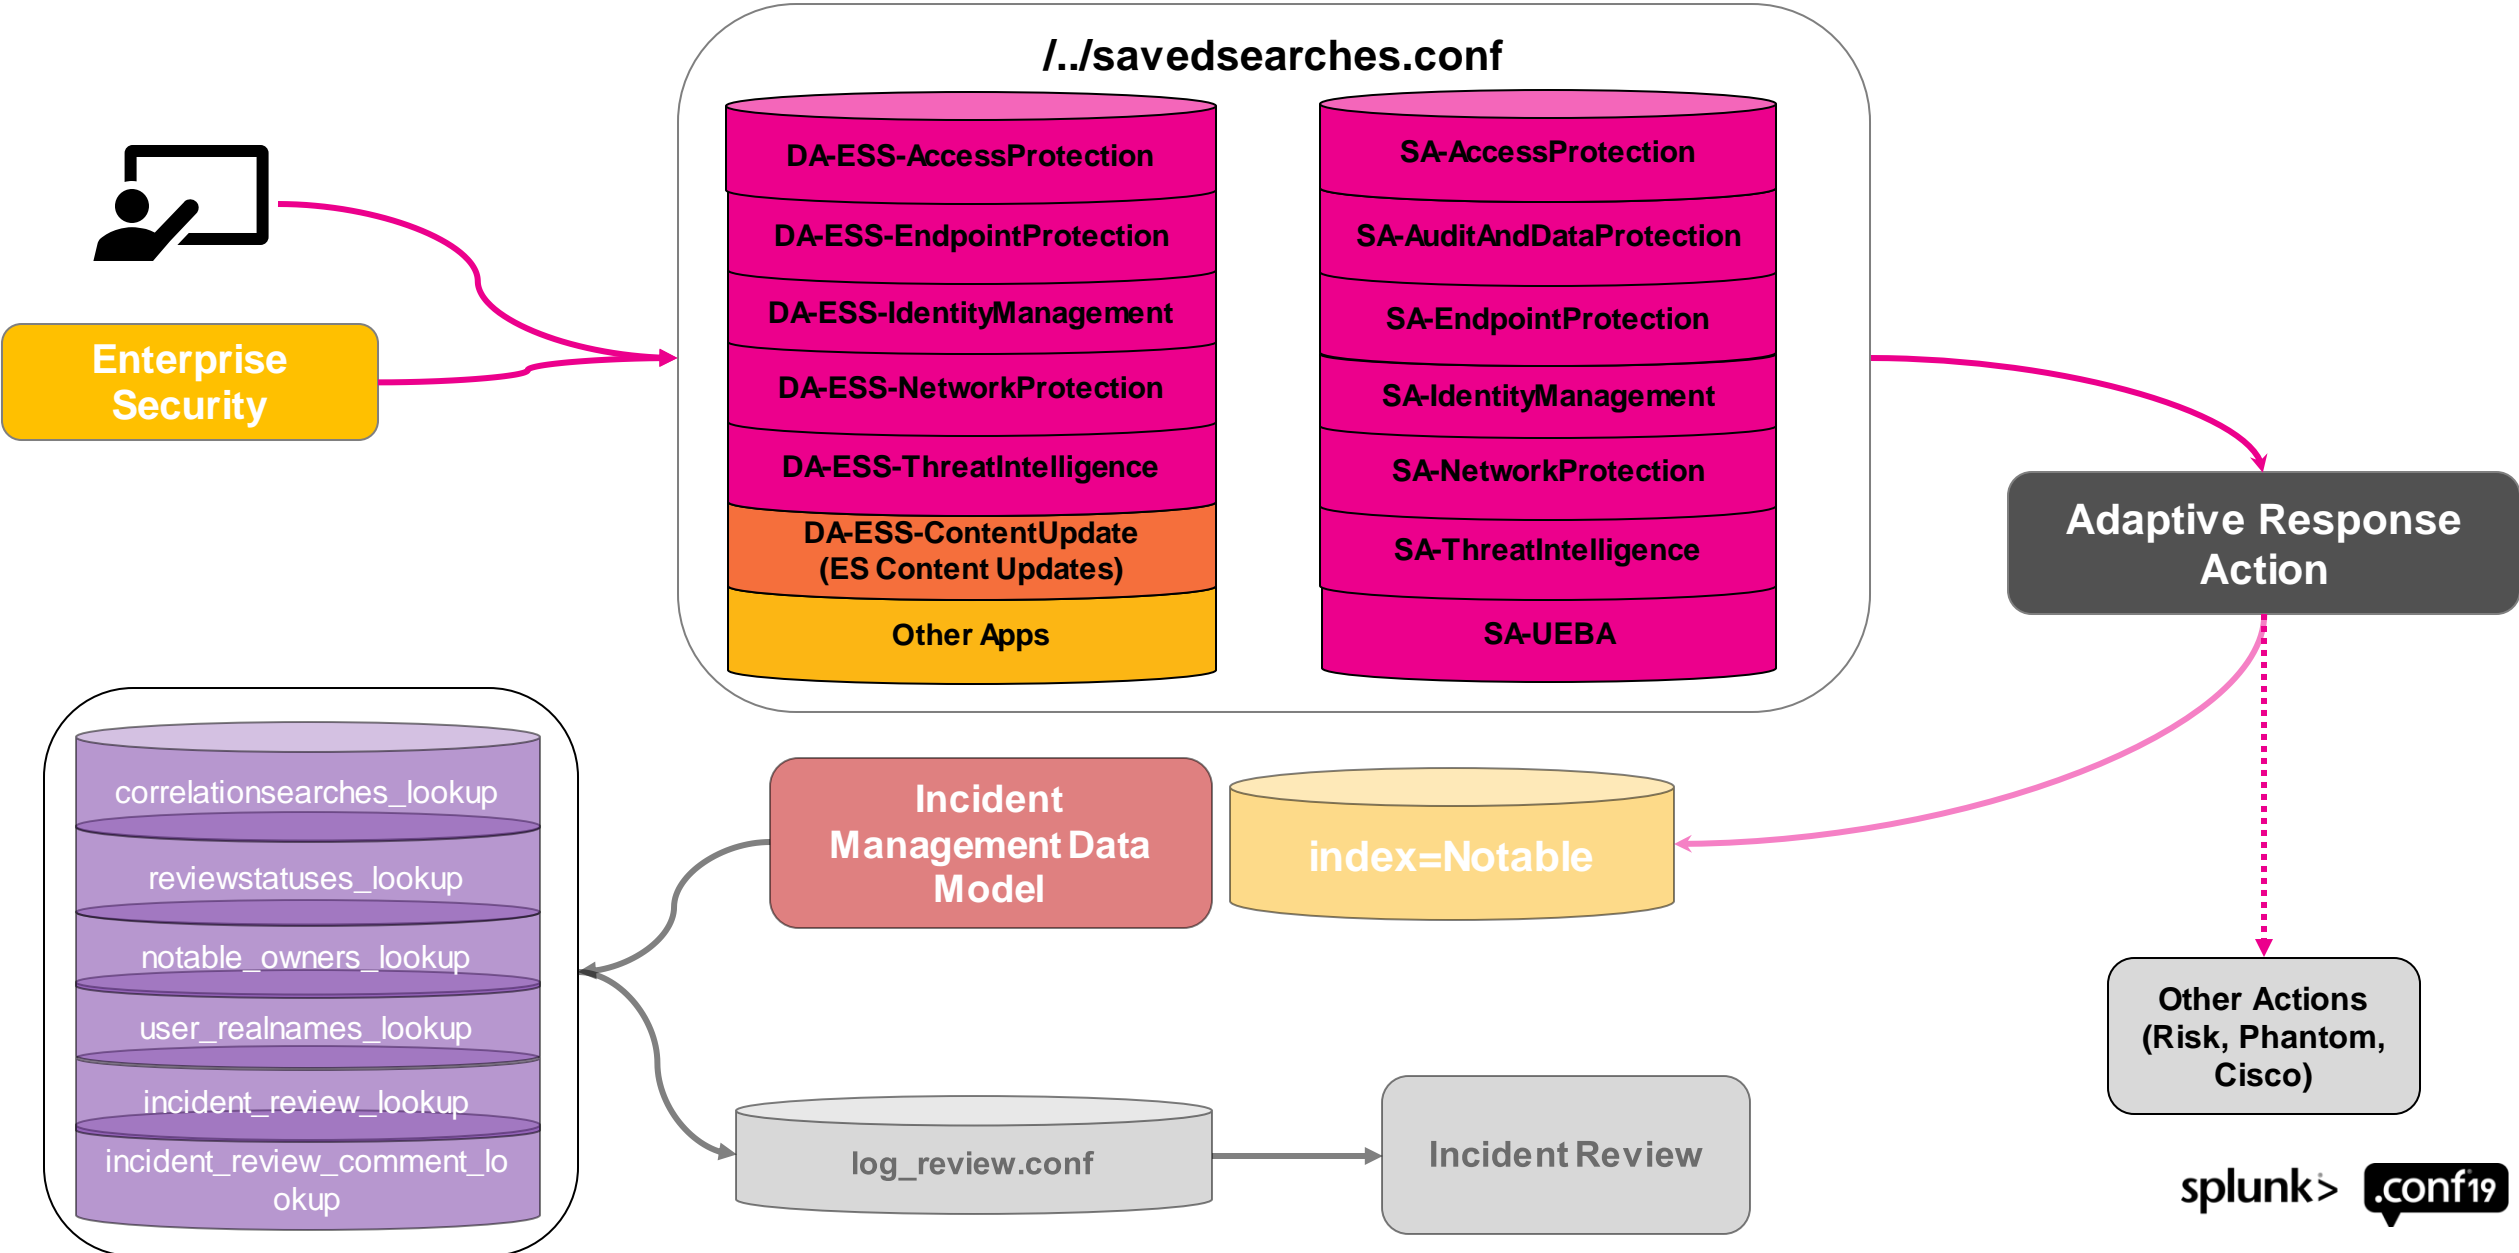 /../savedsearches.conf
DA-ESS-AccessProtection
DA-ESS-EndpointProtection
DA-ESS-IdentityManagement
DA-ESS-NetworkProtection
DA-ESS-ThreatIntelligence
DA-ESS-ContentUpdate
(ES Content Updates)
Other Apps
SA-AccessProtection
SA-AuditAndDataProtection
SA-EndpointProtection
SA-IdentityManagement
SA-NetworkProtection
SA-ThreatIntelligence
SA-UEBA
Enterprise
Security
Adaptive Response
Action
correlationsearches_lookup
reviewstatuses_lookup
notable_owners_lookup
user_realnames_lookup
incident_review_lookup
incident_review_comment_lo
okup
Incident
Management Data
Model
index=Notable
Other Actions
(Risk, Phantom,
Cisco)
log_review.conf
Incident Review
splunk>
.conf19